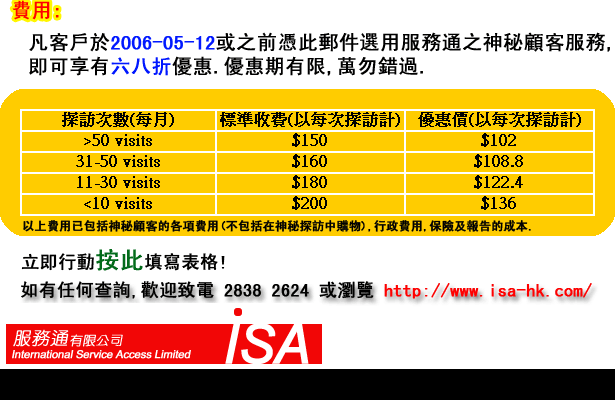 費用:
凡客戶於2006-05-12或之前憑此郵件選用服務通之神秘顧客服務,
即可享有六八折優惠.優惠期有限,萬勿錯過.
探訪次數(每月) 標準收費(以每次探訪計) 優惠價(以每次探訪計)
>50 visits $150 $102
31-50 visits $160 $108.8
11-30 visits $180 $122.4
<10 visits $200 $136
以上費用已包括神秘顧客的各項費用(不包括在神秘探訪中購物),行政費用,保險及報告的成本.
立即行動按此填寫表格!
如有任何查詢,歡迎致電 2838 2624 或瀏覽 http://www.isa-hk.com/
服務通有限公司
International Service Access Limited
iSA